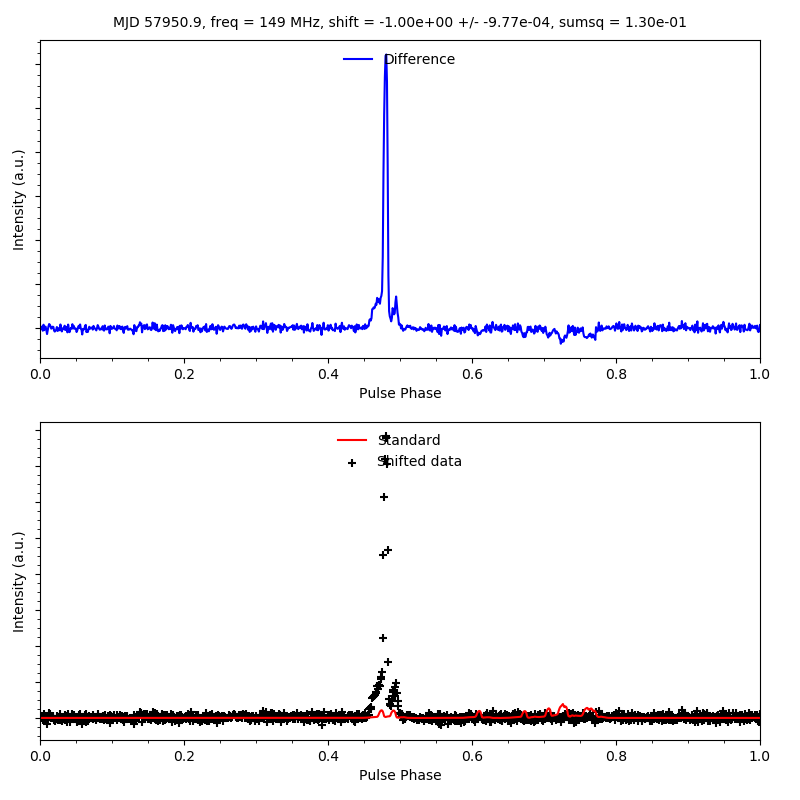 MJD 57950.9, freq = 149 MHz, shift = -1.00e+00 +/- -9.77e-04, sumsq = 1.30e-01
Difference
Intensity (a.u.)
0.0 0.2 0.4 0.6 0.8 1.0
Pulse Phase
Standard
Shifted data
Intensity (a.u.)
0.0 0.2 0.4 0.6 0.8 1.0
Pulse Phase